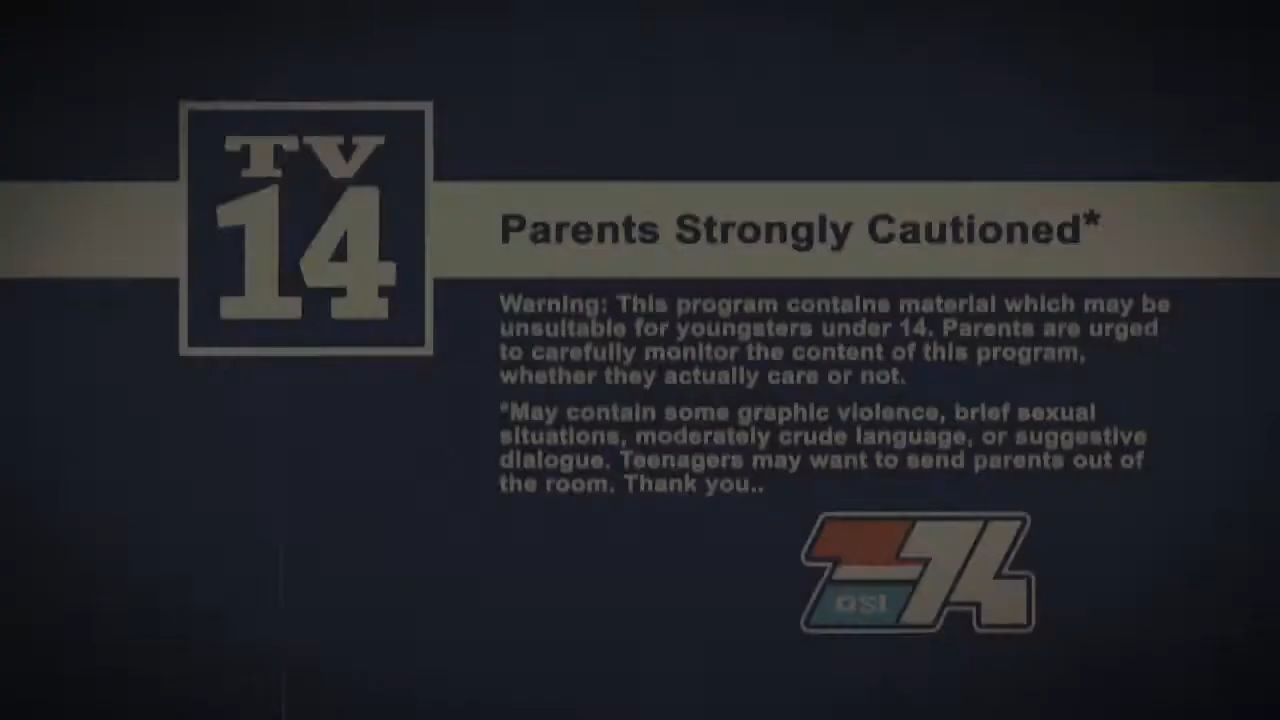 TV
14
Parents Strongly Cautioned*
Warning: This program contains material which may be
unsuitable for youngsters under 14. Parents are urged
to carefully monitor the content of this program,
whether they actually care or not.
*May contain some graphic violence, brief sexual
situations, moderately crude language, or suggestive
dialogue. Teenagers may want to send parents out of
the room. Thank you..
74
GSI